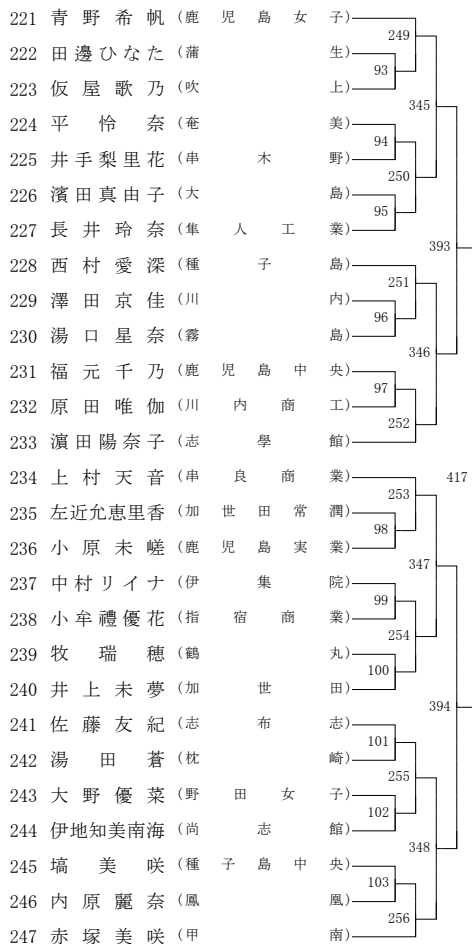 221 青野希帆 (鹿児島女子)
222 田邊ひなた (蒲生)
223 仮屋歌乃 (吹上)
224 平怜奈 (奄美)
225 井手梨里花 (串木野)
226 濱田真由子 (大島)
227 長井玲奈 (隼人工業)
228 西村愛深 (種子島)
229 澤田京佳 (川内)
230 湯口星奈 (霧島)
231 福元千乃 (鹿児島中央)
232 原田唯伽 (川内商工)
233 濵田陽奈子 (志學館)
234 上村天音 (串良商業)
235 左近允恵里香 (加世田常潤)
236 小原未嵯 (鹿児島実業)
237 中村リイナ (伊集院)
238 小牟禮優花 (指宿商業)
239 牧瑞穂 (鶴丸)
240 井上未夢 (加世田)
241 佐藤友紀 (志布志)
242 湯田蒼 (枕崎)
243 大野優菜 (野田女子)
244 伊地知美南海 (尚志館)
245 塙美咲 (種子島中央)
246 内原麗奈 (鳳凰)
247 赤塚美咲 (甲南)
93
94
95
96
97
98
99
100
101
102
103
249
250
251
252
253
254
255
256
345
346
347
348
393
394
417